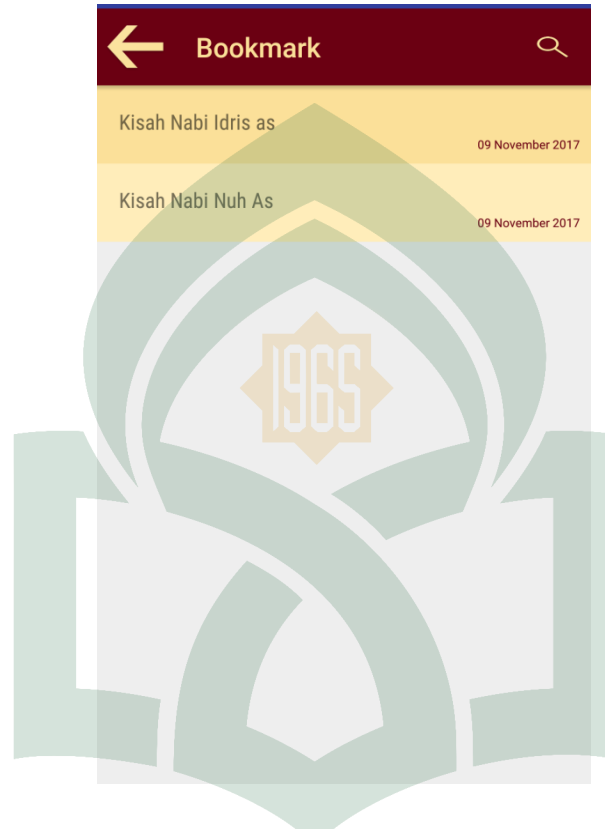 Bookmark
Kisah Nabi Idris as
09 November 2017
Kisah Nabi Nuh As
09 November 2017
1965